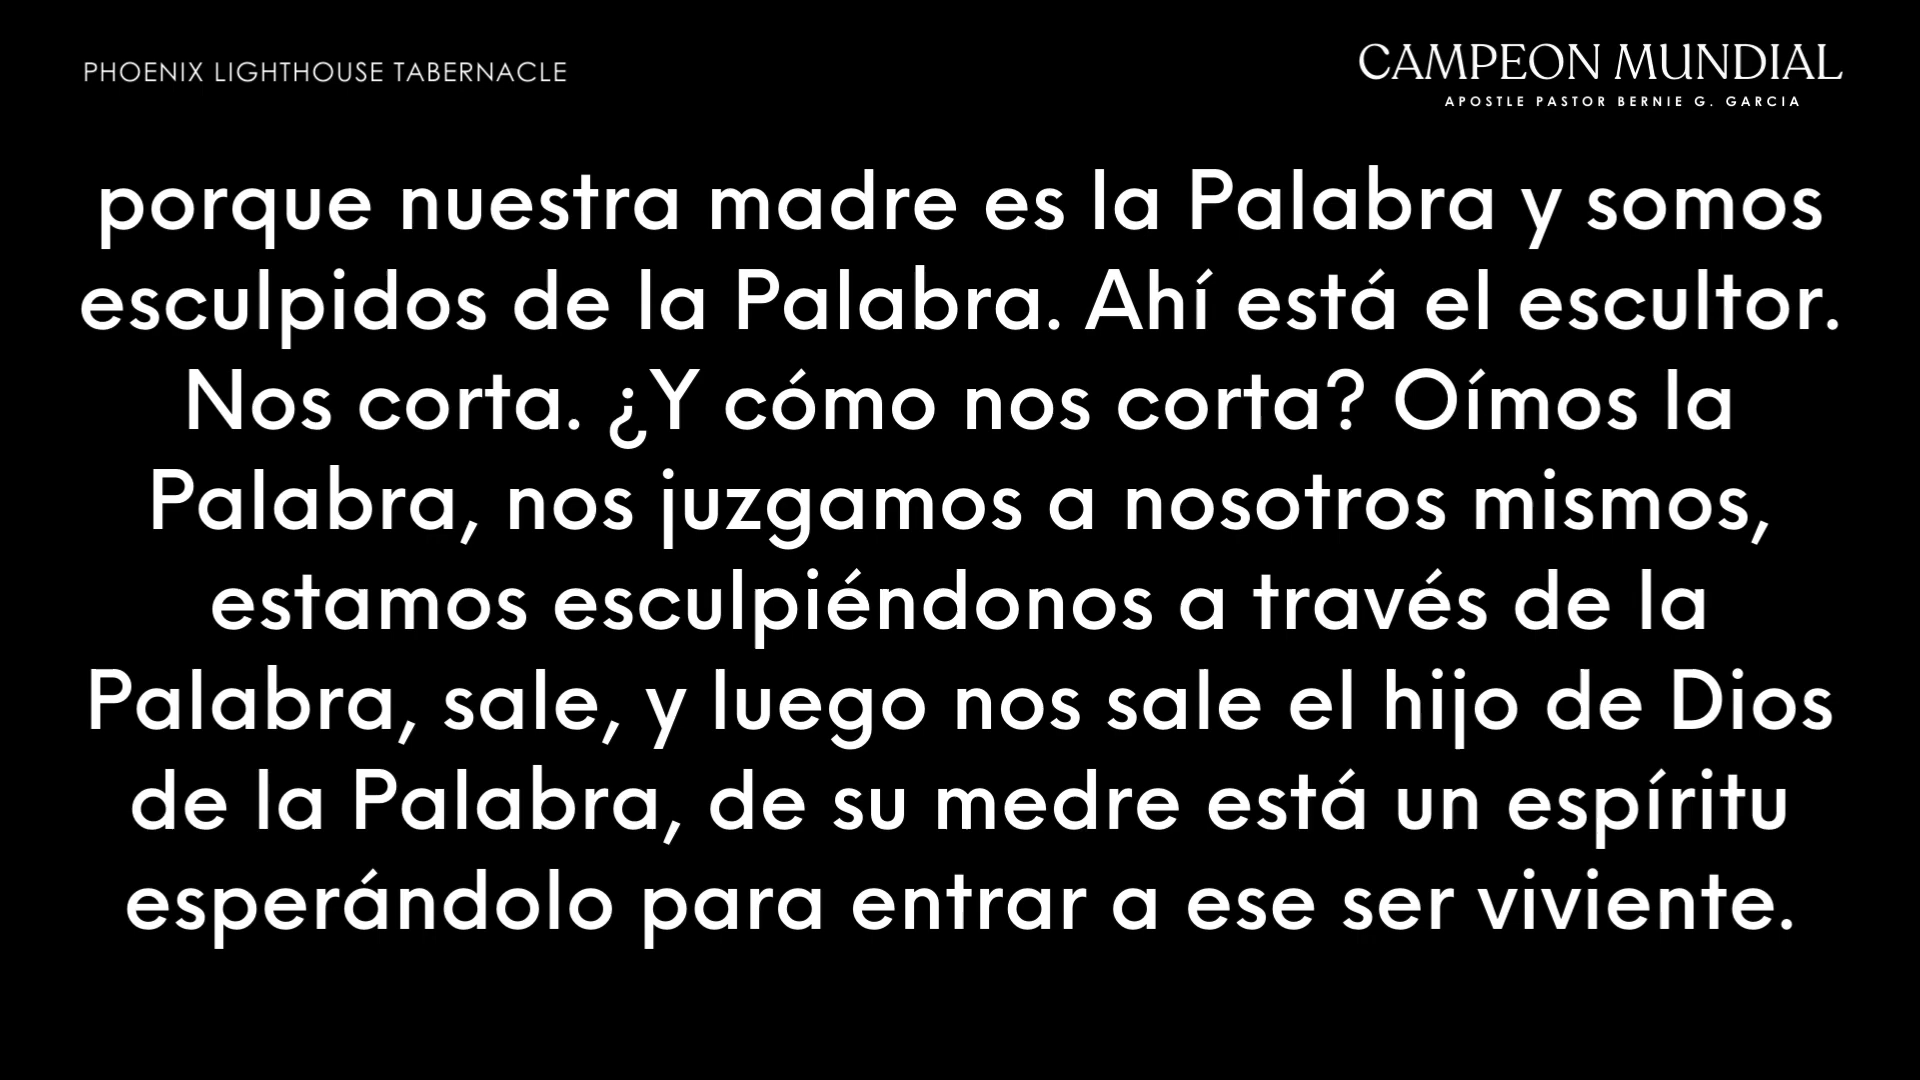 PHOENIX LIGHTHOUSE TABERNACLE
CAMPEON MUNDIAL
APOSTLE PASTOR BERNIE G. GARCIA
porque nuestra madre es la Palabra y somos
esculpidos de la Palabra. Ahí está el escultor.
Nos corta. ¿Y cómo nos corta? Oímos la
Palabra, nos juzgamos a nosotros mismos,
estamos esculpiéndonos a través de la
Palabra, sale, y luego nos sale el hijo de Dios
de la Palabra, de su medre está un espíritu
esperándolo para entrar a ese ser viviente.